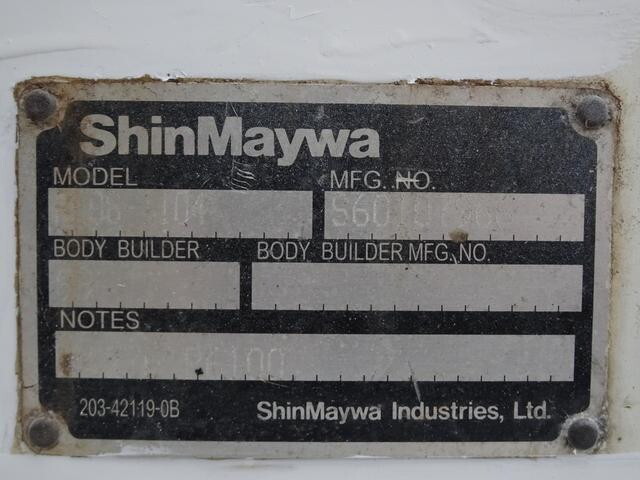 ShinMaywa
MODEL MFG. NO.
BODY BUILDER BODY BUILDER MFG. NO.
NOTES
203-42119-0B ShinMaywa Industries, Ltd.